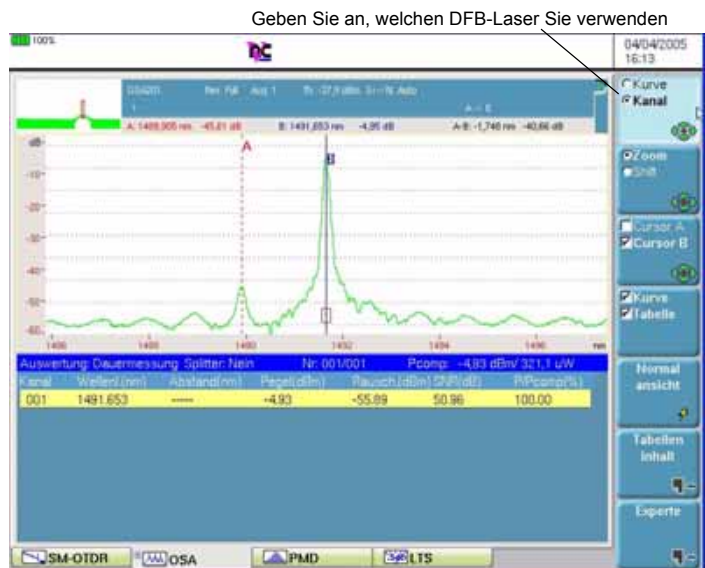 Geben Sie an, welchen DFB-Laser Sie verwenden
100%
04/04/2005
16:13
Kurve
Kanal
A: 1489,905 nm -45,61 dB B: 1491,653 nm -4,95 dB A-B: -1,748 nm -40,66 dB
Zoom
Shift
dB
A
B
-10
-20
-30
-40
-50
-60
1486 1488 1490 1492 1494 1496 nm
Cursor A
Cursor B
Kurve
Tabelle
Auswertung: Dauermessung Splitter: Nein Nr: 001/001 Pcomp: -4,83 dBm/ 321,1 uW
Kanal Wellenl.(nm) Abstand(nm) Pegel(dBm) Rausch.(dBm) SNR(dB) P/Pcomp(%)
001 1491.653 ----- -4.93 -55.89 50.96 100.00
Normal
ansicht
Tabellen
inhalt
Experte
SM-OTDR OSA PMD LTS